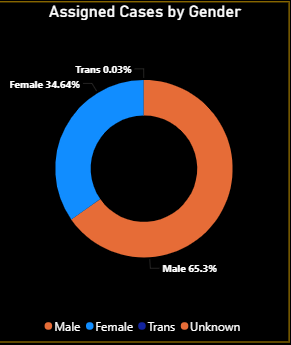 Assigned Cases by Gender
Trans 0.03%
Female 34.64%
Male 65.3%
Male Female Trans Unknown